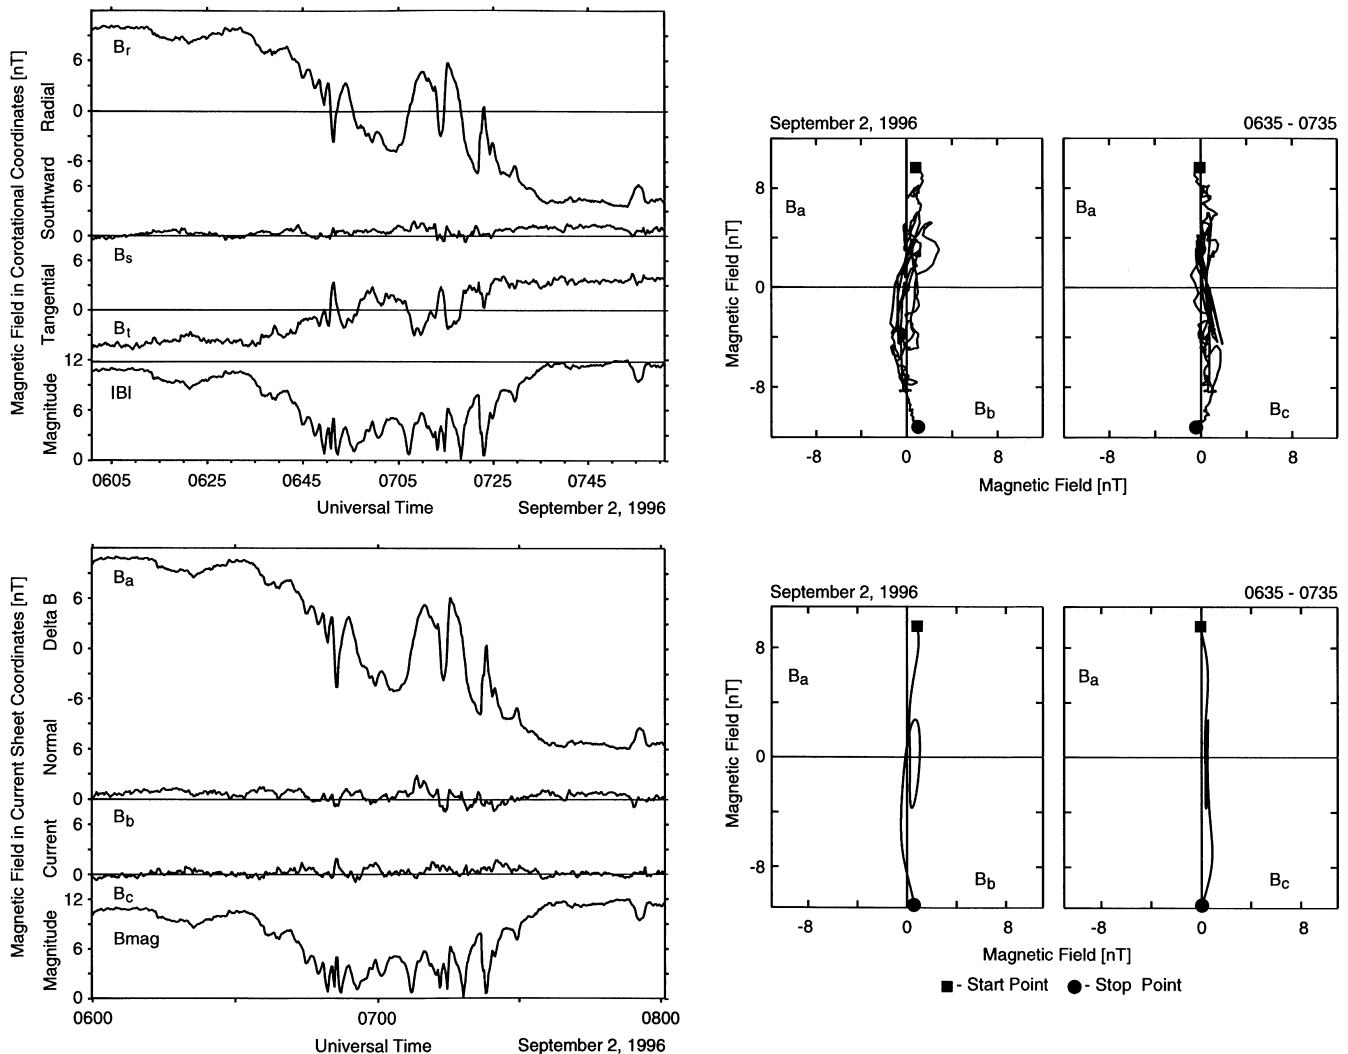 Magnetic Field in Corotational Coordinates [nT]
Radial
Southward
Tangential
Magnitude
6
0
-6
6
0
6
0
12
6
0
Br
Bs
Bt
|B|
0605 0625 0645 0705 0725 0745
Universal Time
September 2, 1996
September 2, 1996
0635 - 0735
Magnetic Field [nT]
8
0
-8
Ba
Bb
Ba
Bc
-8 0 8 -8 0 8
Magnetic Field [nT]
Magnetic Field in Current Sheet Coordinates [nT]
Delta B
Normal
Current
Magnitude
6
0
-6
6
0
6
0
12
6
0
Ba
Bb
Bc
Bmag
0600 0700 0800
Universal Time
September 2, 1996
September 2, 1996
0635 - 0735
Magnetic Field [nT]
8
0
-8
Ba
Bb
Ba
Bc
-8 0 8 -8 0 8
Magnetic Field [nT]
- Start Point - Stop Point